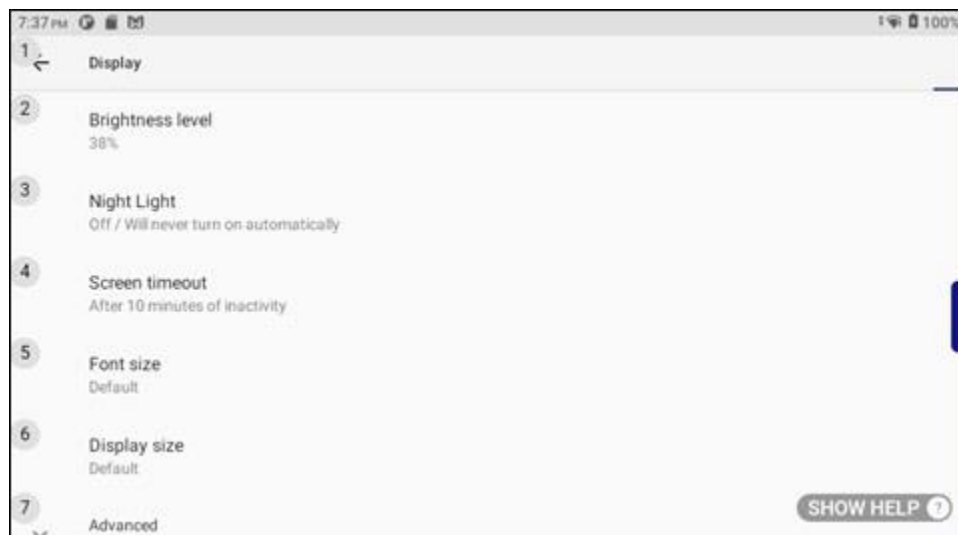 7:37 PM 100%
1 Display
2 Brightness level
38%
3 Night Light
Off / Will never turn on automatically
4 Screen timeout
After 10 minutes of inactivity
5 Font size
Default
6 Display size
Default
7 Advanced
SHOW HELP ?